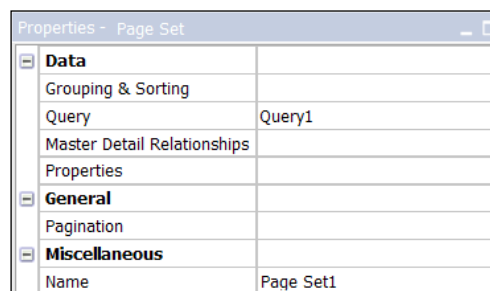 Properties - Page Set
Data
Grouping & Sorting
Query Query1
Master Detail Relationships
Properties
General
Pagination
Miscellaneous
Name Page Set1